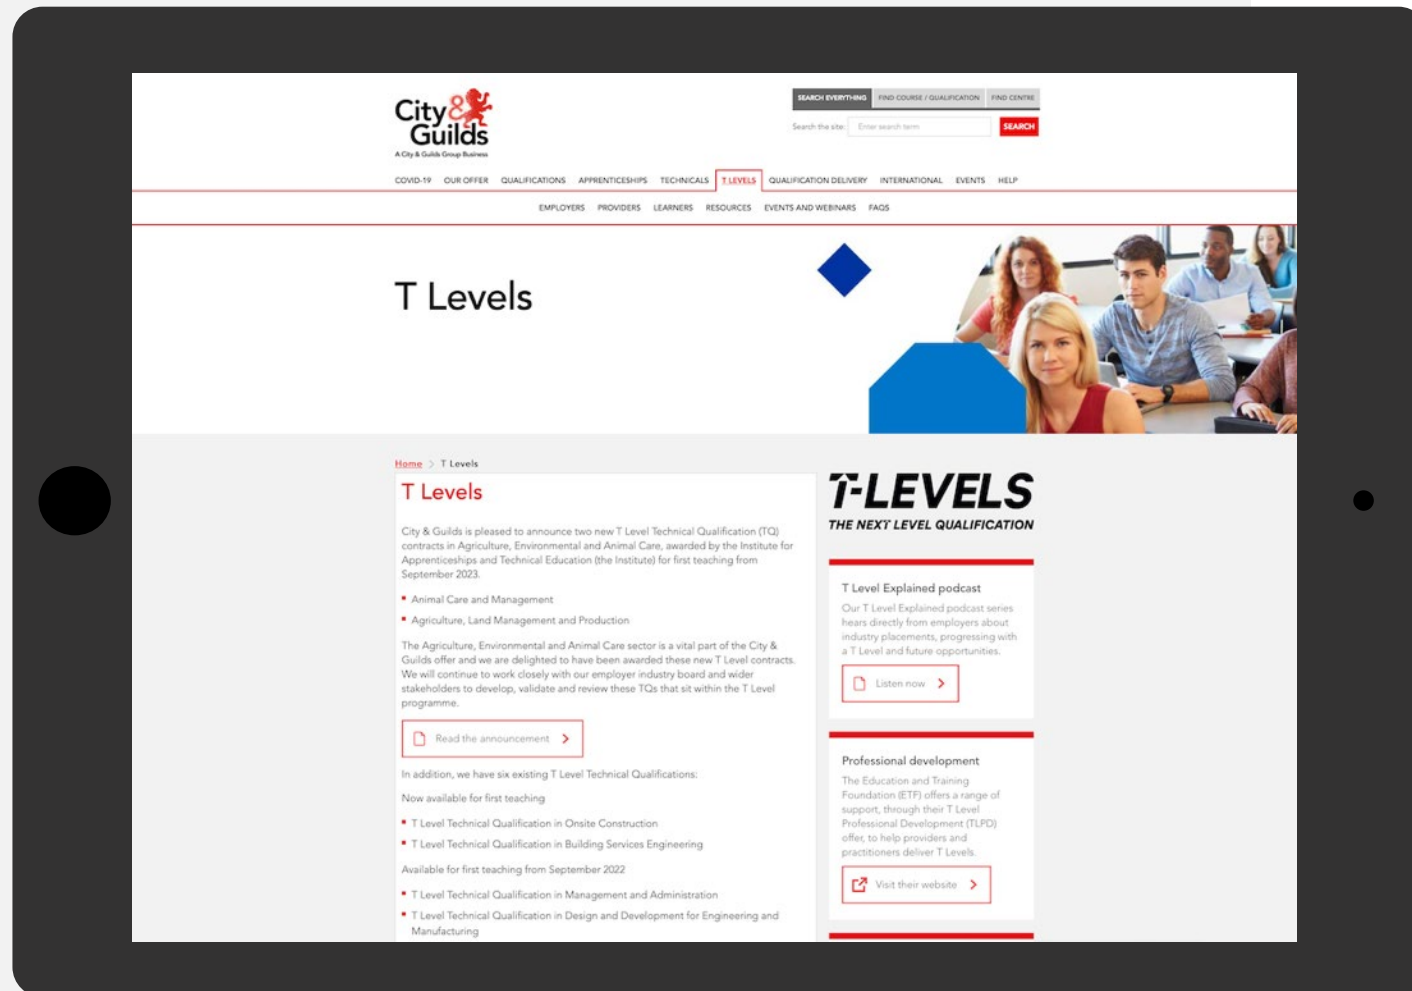 City &
Guilds
A City & Guilds Group Business
SEARCH EVERYTHING FIND COURSE / QUALIFICATION FIND CENTRE
Search the site: Enter search term SEARCH
COVID-19 OUR OFFER QUALIFICATIONS APPRENTICESHIPS TECHNICALS T LEVELS QUALIFICATION DELIVERY INTERNATIONAL EVENTS HELP
EMPLOYERS PROVIDERS LEARNERS RESOURCES EVENTS AND WEBINARS FAQS
T Levels
Home > T Levels
T Levels
City & Guilds is pleased to announce two new T Level Technical Qualification (TQ)
contracts in Agriculture, Environmental and Animal Care, awarded by the Institute for
Apprenticeships and Technical Education (the Institute) for first teaching from
September 2023.
Animal Care and Management
Agriculture, Land Management and Production
The Agriculture, Environmental and Animal Care sector is a vital part of the City &
Guilds offer and we are delighted to have been awarded these new T Level contracts.
We will continue to work closely with our employer industry board and wider
stakeholders to develop, validate and review these TQs that sit within the T Level
programme.
Read the announcement
In addition, we have six existing T Level Technical Qualifications:
Now available for first teaching
T Level Technical Qualification in Onsite Construction
T Level Technical Qualification in Building Services Engineering
Available for first teaching from September 2022
T Level Technical Qualification in Management and Administration
T Level Technical Qualification in Design and Development for Engineering and
Manufacturing
T-LEVELS
THE NEXT LEVEL QUALIFICATION
T Level Explained podcast
Our T Level Explained podcast series
hears directly from employers about
industry placements, progressing with
a T Level and future opportunities.
Listen now
Professional development
The Education and Training
Foundation (ETF) offers a range of
support, through their T Level
Professional Development (TLPD)
offer, to help providers and
practitioners deliver T Levels.
Visit their website